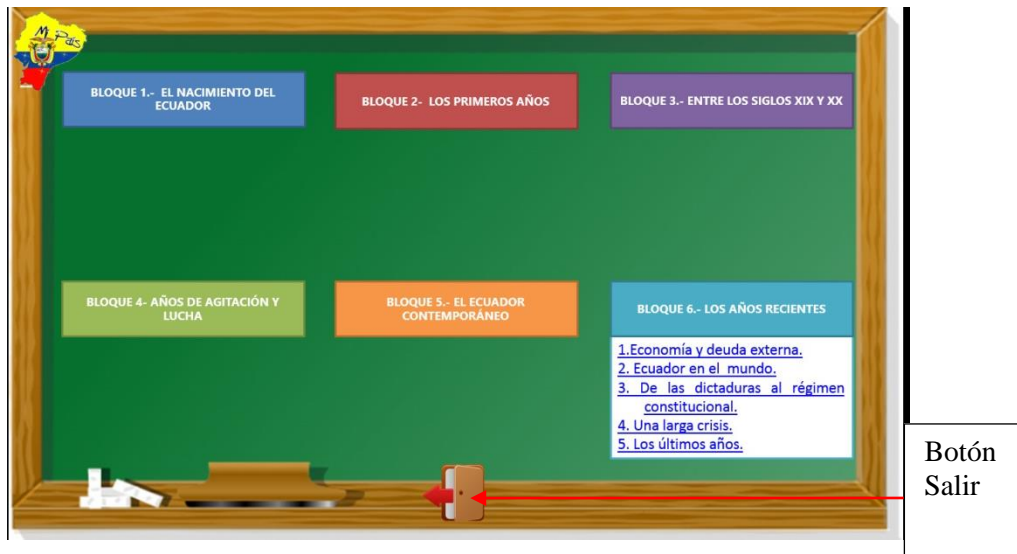 Mi País
BLOQUE 1.- EL NACIMIENTO DEL
ECUADOR
BLOQUE 2- LOS PRIMEROS AÑOS
BLOQUE 3.- ENTRE LOS SIGLOS XIX Y XX
BLOQUE 4- AÑOS DE AGITACIÓN Y
LUCHA
BLOQUE 5.- EL ECUADOR
CONTEMPORÁNEO
BLOQUE 6.- LOS AÑOS RECIENTES
1.Economía y deuda externa.
2. Ecuador en el mundo.
3. De las dictaduras al régimen
constitucional.
4. Una larga crisis.
5. Los últimos años.
Botón
Salir